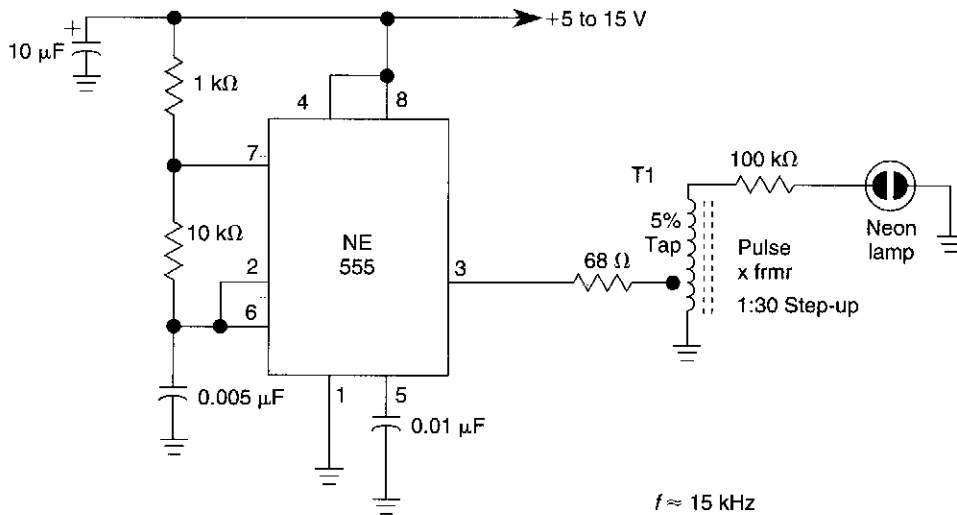 +5 to 15 V
+
10 µF
1 kΩ
4
8
7
10 kΩ
NE
555
2
3
6
0.005 µF
1
5
0.01 µF
68 Ω
T1
5%
Tap
100 kΩ
Neon
lamp
Pulse
x frmr
1:30 Step-up
f ≈ 15 kHz